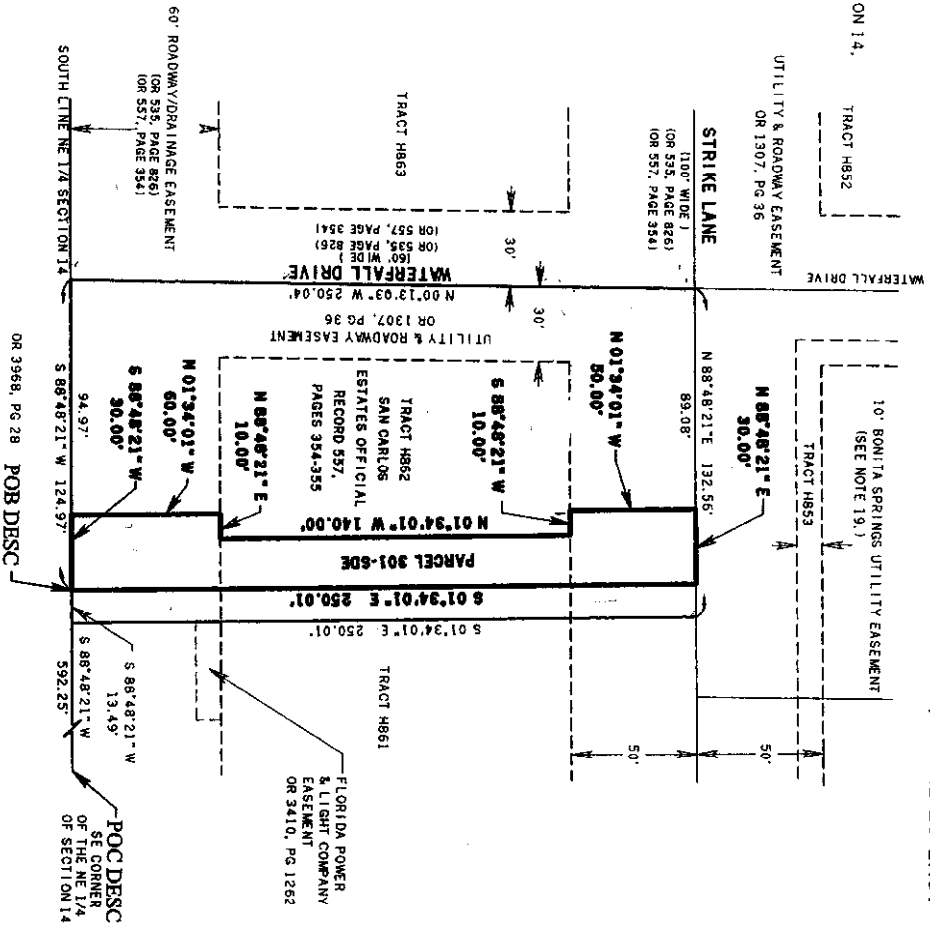 ON 14,
TRACT H852
UTILITY & ROADWAY EASEMENT
OR 1307, PG 36
STRIKE LANE
(100' WIDE )
(OR 535, PAGE 826)
(OR 557, PAGE 354)
WATERFALL DRIVE
10' BONITA SPRINGS UTILITY EASEMENT
(SEE NOTE 19.)
TRACT H853
N 88°48'21" E
30.00'
N 88°48'21"E 132.56'
89.08'
50'
50'
N 01°34'01" W
50.00'
S 88°48'21" W
10.00'
TRACT H863
30'
30'
WATERFALL DRIVE
(60' WIDE )
(OR 535, PAGE 826)
(OR 557, PAGE 354)
N 00°13'03" W 250.04'
UTILITY & ROADWAY EASEMENT
OR 1307, PG 36
TRACT H862
SAN CARLOS
ESTATES OFFICIAL
RECORD 557,
PAGES 354-355
N 01°34'01" W 140.00'
PARCEL 301-SDE
S 01°34'01" E 250.01'
S 01°34'01"E 250.01'
TRACT H861
N 88°48'21" E
10.00'
N 01°34'01" W
60.00'
S 88°48'21" W
30.00'
60' ROADWAY/DRAINAGE EASEMENT
(OR 535, PAGE 826)
(OR 557, PAGE 354)
SOUTH LINE NE 1/4 SECTION 14
94.97'
S 88°48'21" W 124.97'
OR 3968, PG 28
POB DESC
S 88°48'21" W
13.49'
S 88°48'21" W
592.25'
FLORIDA POWER
& LIGHT COMPANY
EASEMENT
OR 3410, PG 1262
POC DESC
SE CORNER
OF THE NE 1/4
OF SECTION 14